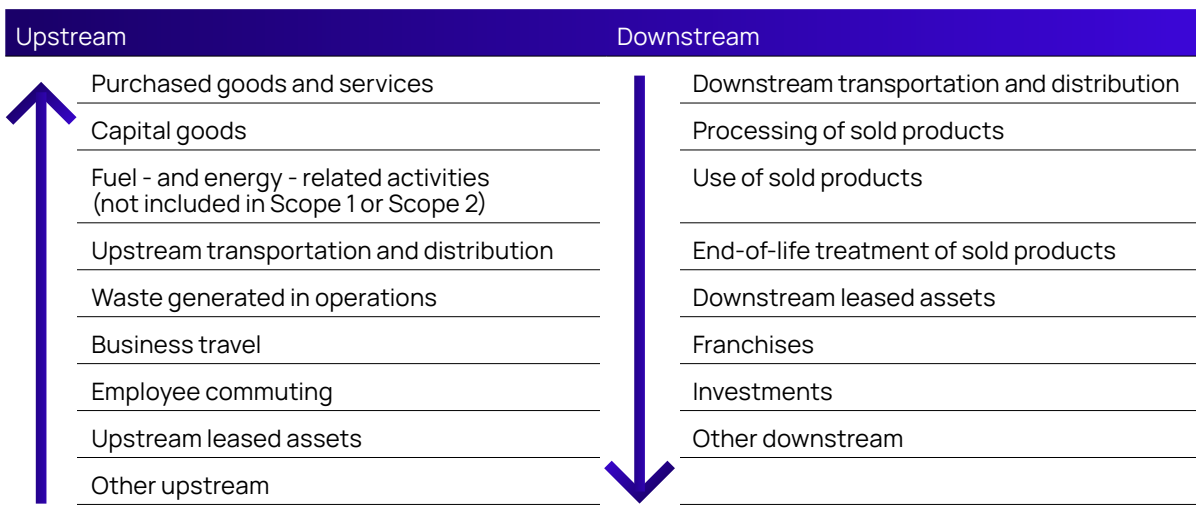 Upstream
Downstream
Purchased goods and services
Downstream transportation and distribution
Capital goods
Processing of sold products
Fuel - and energy - related activities
(not included in Scope 1 or Scope 2)
Use of sold products
Upstream transportation and distribution
End-of-life treatment of sold products
Waste generated in operations
Downstream leased assets
Business travel
Franchises
Employee commuting
Investments
Upstream leased assets
Other downstream
Other upstream